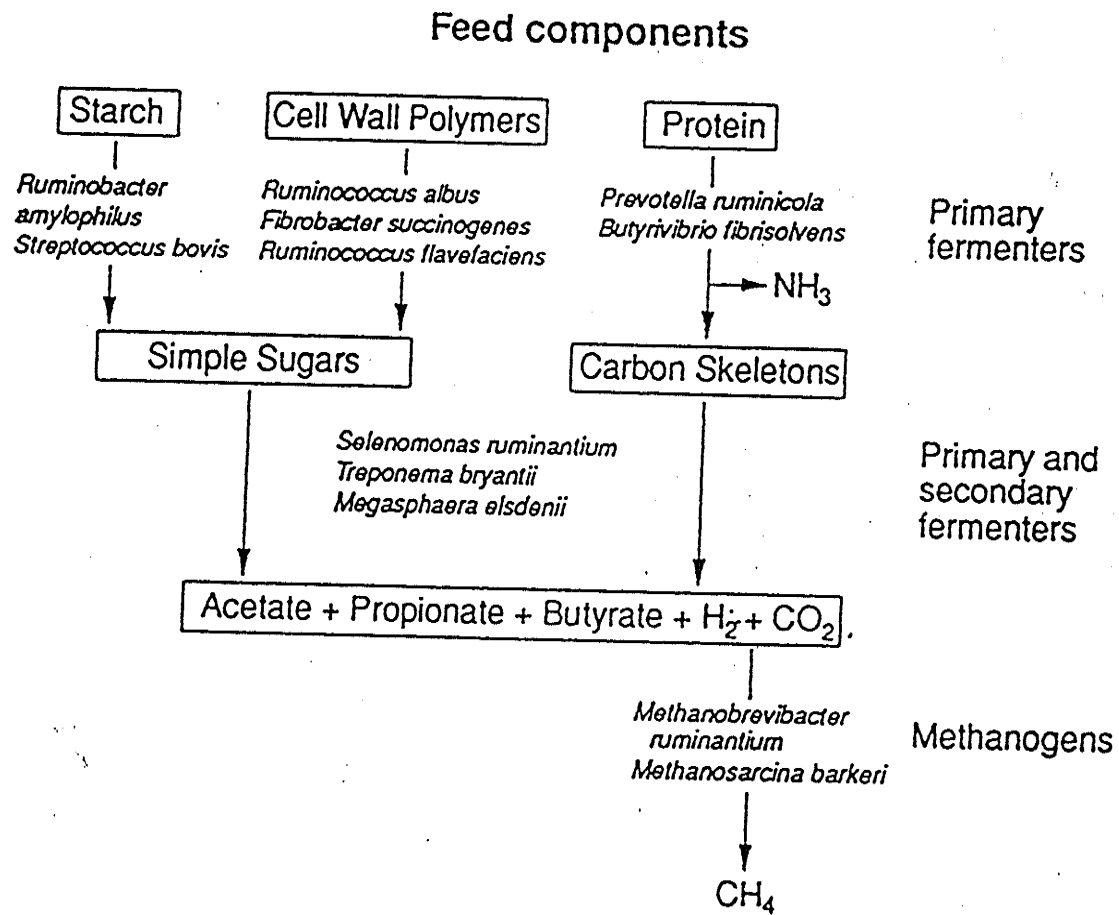 Feed components
Starch
Cell Wall Polymers
Protein
Ruminobacter
amylophilus
Streptococcus bovis
Ruminococcus albus
Fibrobacter succinogenes
Ruminococcus flavefaciens
Prevotella ruminicola
Butyrivibrio fibrisolvens
Primary
fermenters
NH3
Simple Sugars
Carbon Skeletons
Selenomonas ruminantium
Treponema bryantii
Megasphaera elsdenii
Primary and
secondary
fermenters
Acetate + Propionate + Butyrate + H2 + CO2
Methanobrevibacter
ruminantium
Methanosarcina barkeri
Methanogens
CH4